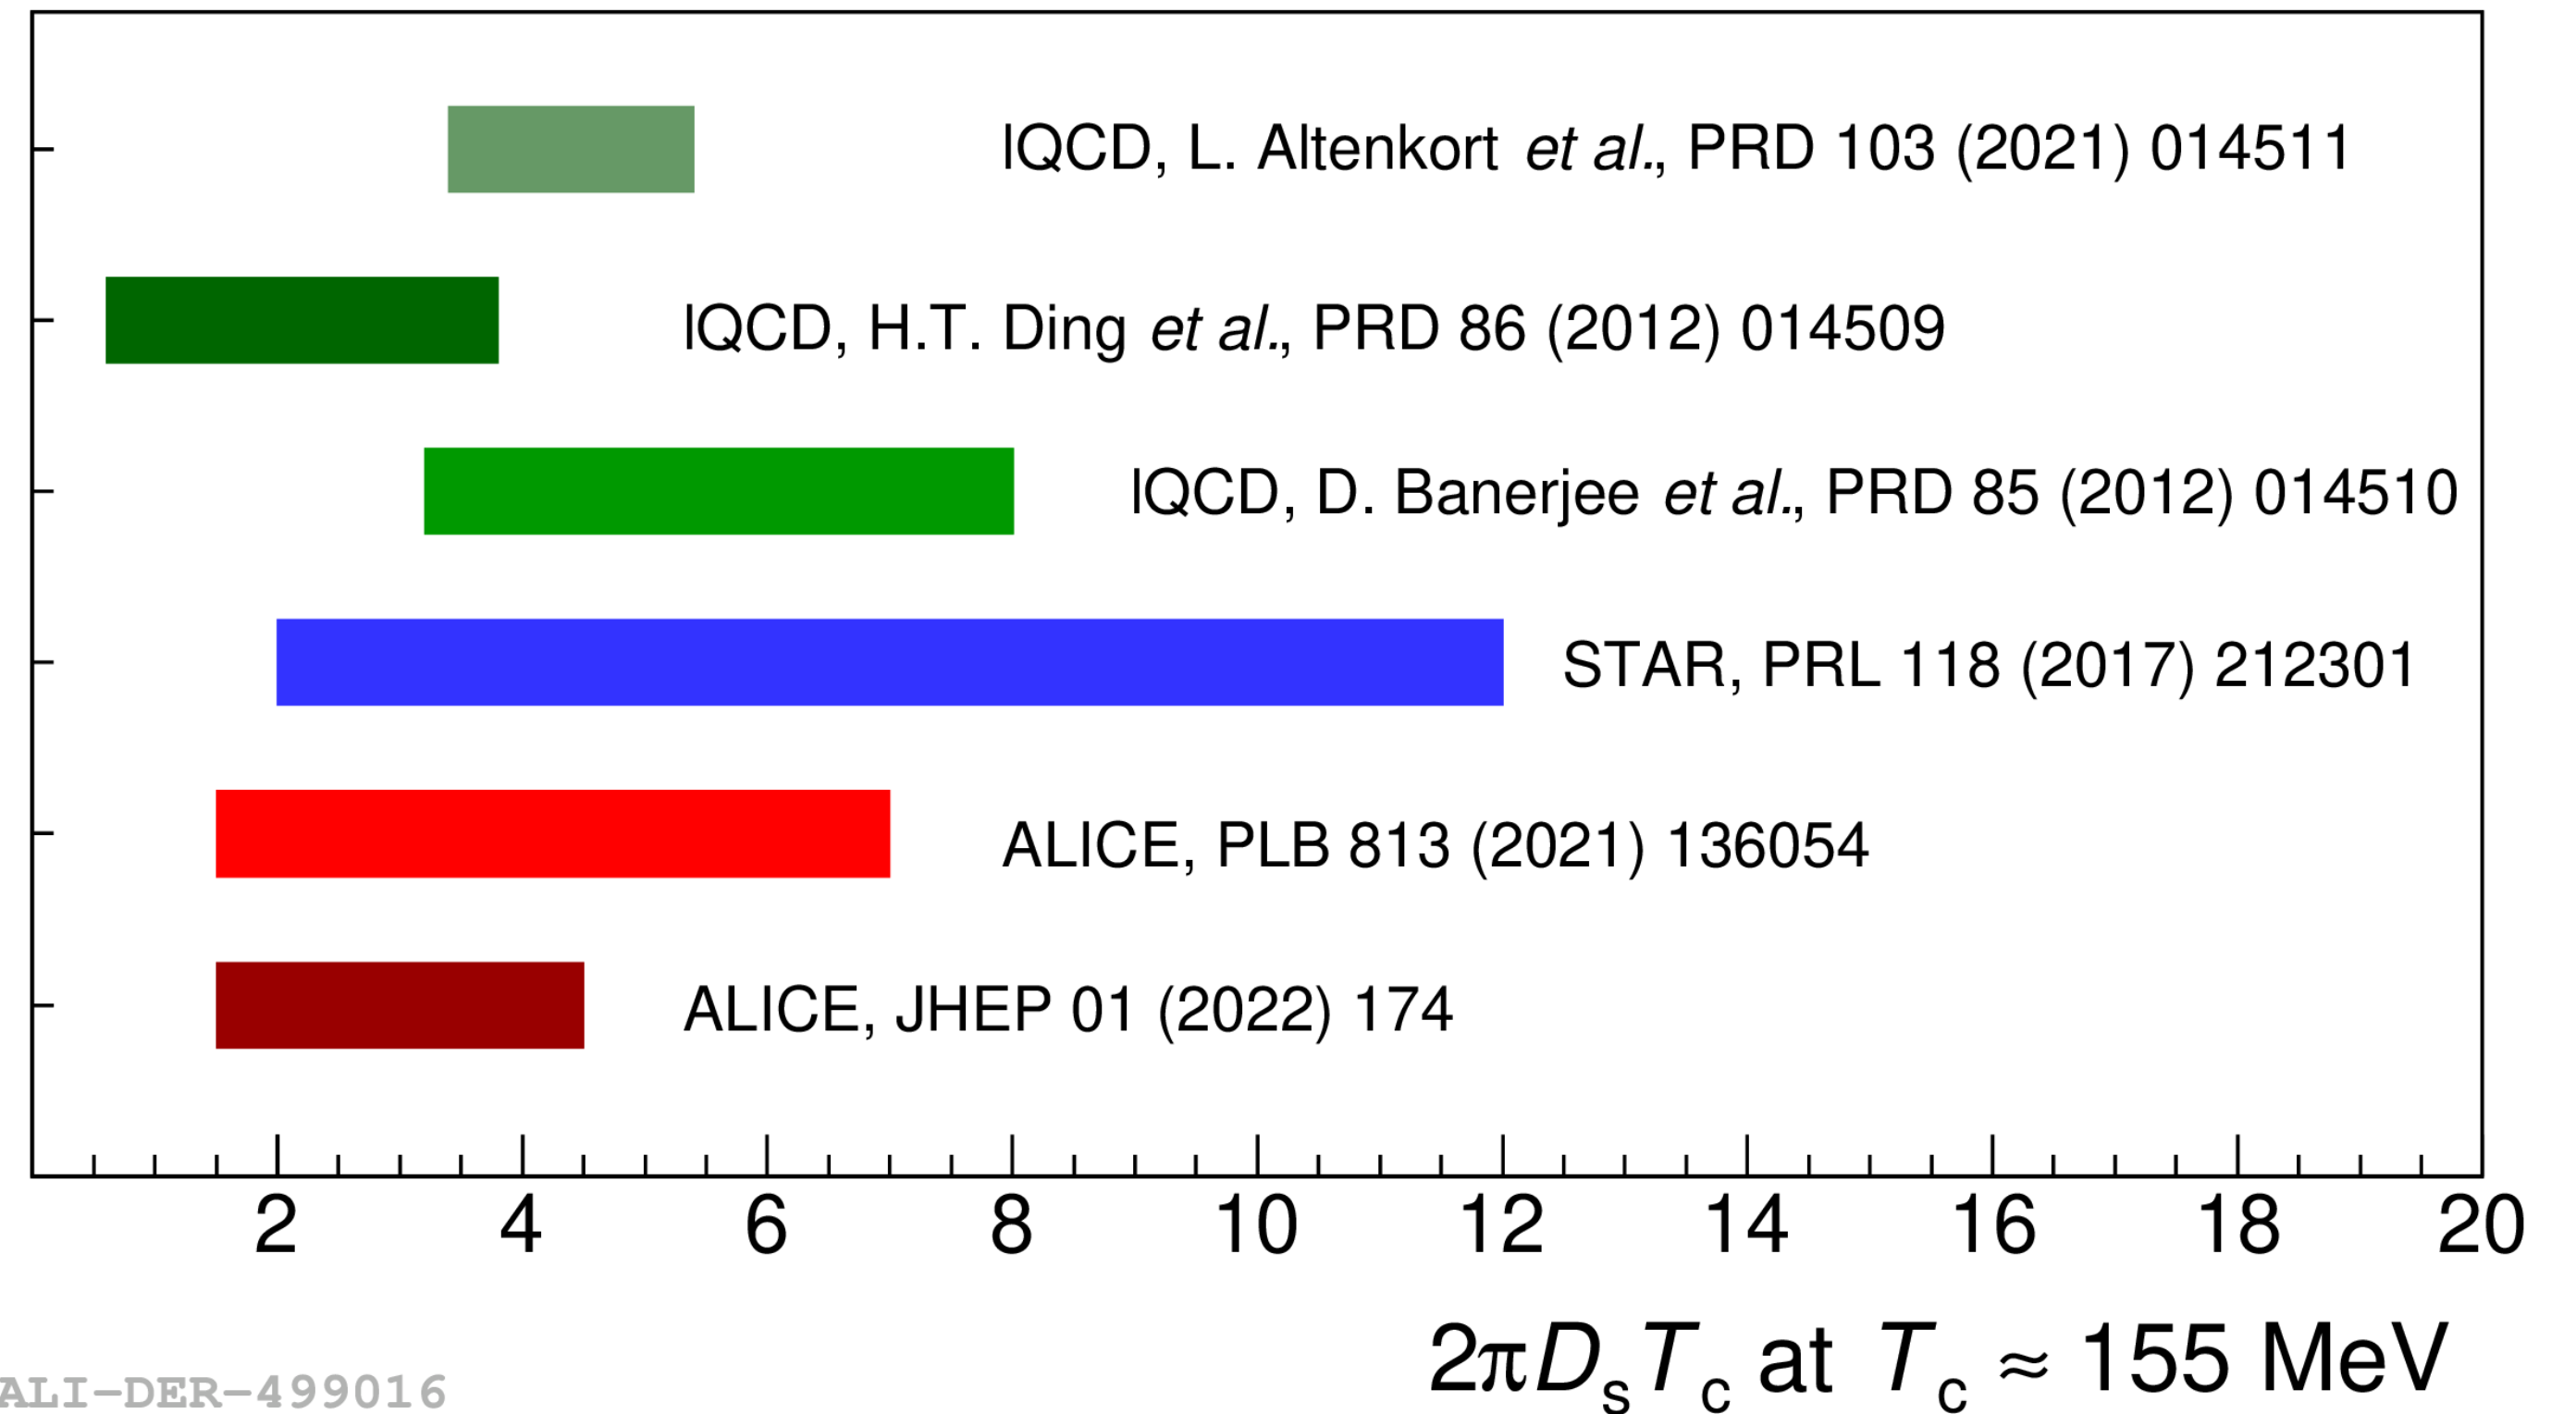 lQCD, L. Altenkort et al., PRD 103 (2021) 014511
lQCD, H.T. Ding et al., PRD 86 (2012) 014509
lQCD, D. Banerjee et al., PRD 85 (2012) 014510
STAR, PRL 118 (2017) 212301
ALICE, PLB 813 (2021) 136054
ALICE, JHEP 01 (2022) 174
2 4 6 8 10 12 14 16 18 20
2πDsTc at Tc ≈ 155 MeV
ALI−DER−499016